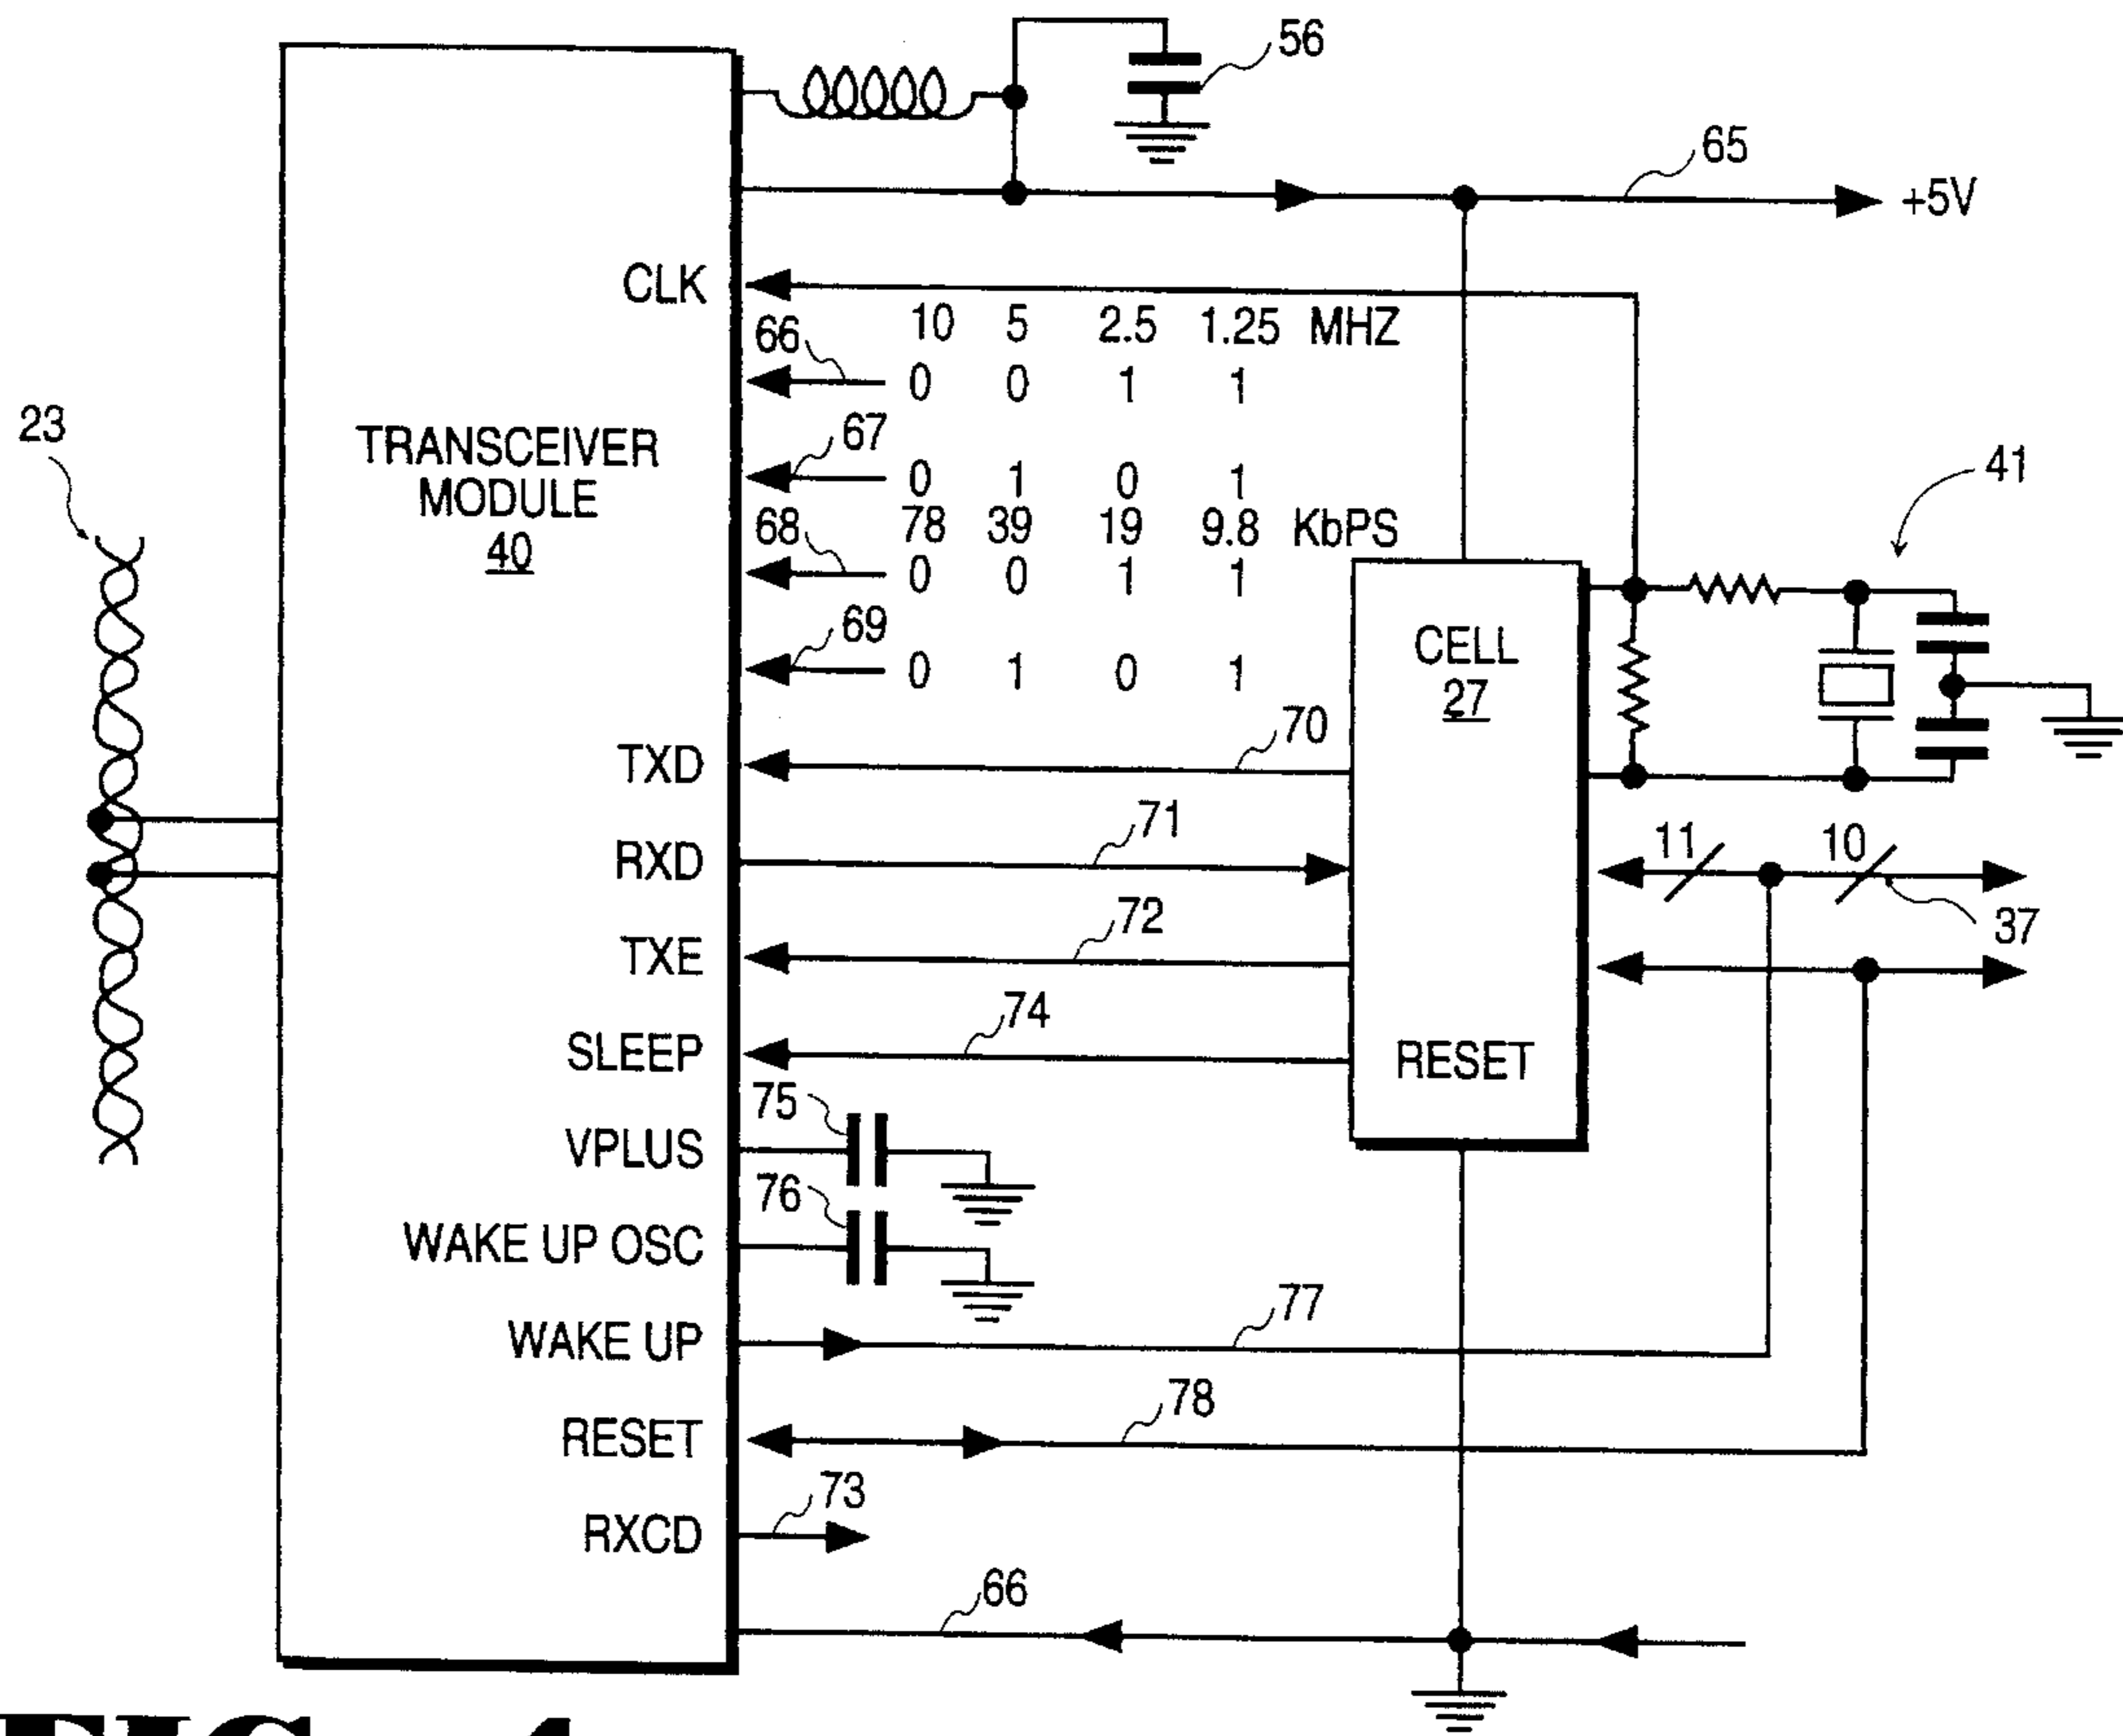 56
65
+5V
CLK
10 5 2.5 1.25 MHZ
66
0 0 1 1
23
TRANSCEIVER
MODULE
40
67
0 1 0 1
41
68
78 39 19 9.8 KbPS
0 0 1 1
69
0 1 0 1
CELL
27
TXD
70
RXD
71
11
10
37
TXE
72
SLEEP
74
RESET
VPLUS
75
WAKE UP OSC
76
WAKE UP
77
RESET
78
RXCD
73
66